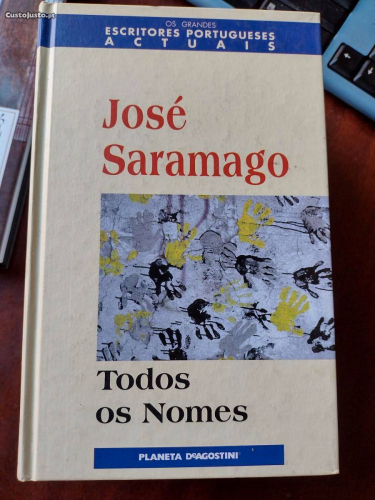 CustoJusto.pt
OS GRANDES
ESCRITORES PORTUGUESES
ACTUAIS
José
Saramago
Todos
os Nomes
PLANETA DEAGOSTINI